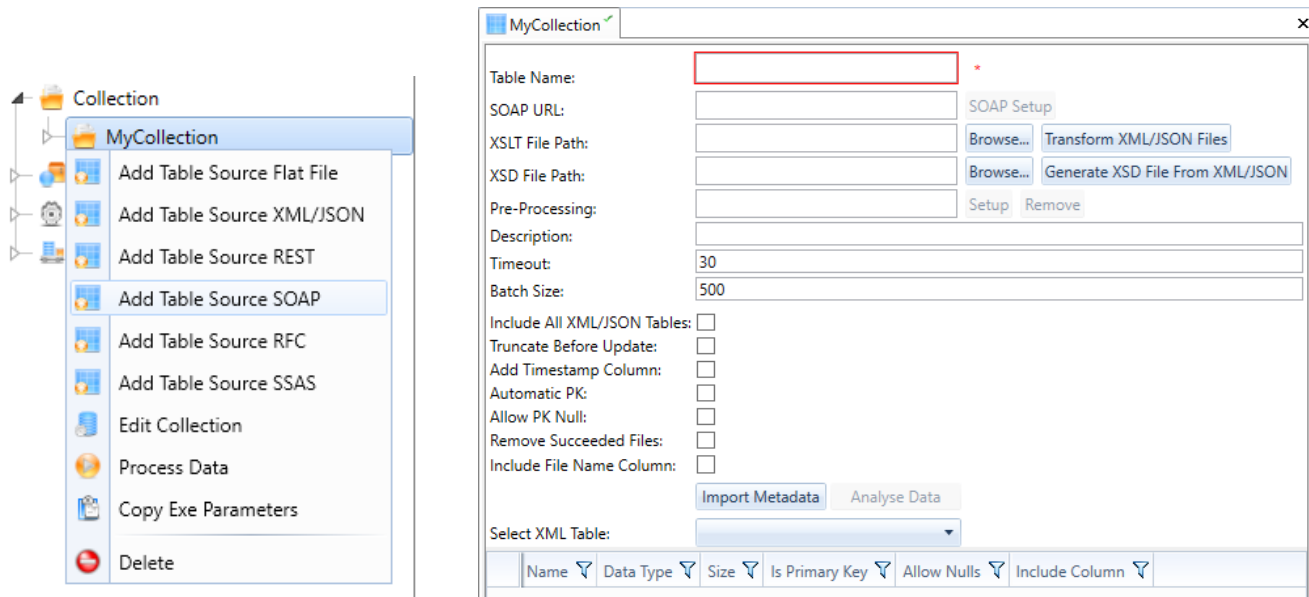 Collection
MyCollection
Add Table Source Flat File
Add Table Source XML/JSON
Add Table Source REST
Add Table Source SOAP
Add Table Source RFC
Add Table Source SSAS
Edit Collection
Process Data
Copy Exe Parameters
Delete
MyCollection
Table Name: *
SOAP URL: SOAP Setup
XSLT File Path: Browse... Transform XML/JSON Files
XSD File Path: Browse... Generate XSD File From XML/JSON
Pre-Processing: Setup Remove
Description:
Timeout: 30
Batch Size: 500
Include All XML/JSON Tables:
Truncate Before Update:
Add Timestamp Column:
Automatic PK:
Allow PK Null:
Remove Succeeded Files:
Include File Name Column:
Import Metadata Analyse Data
Select XML Table:
Name Data Type Size Is Primary Key Allow Nulls Include Column